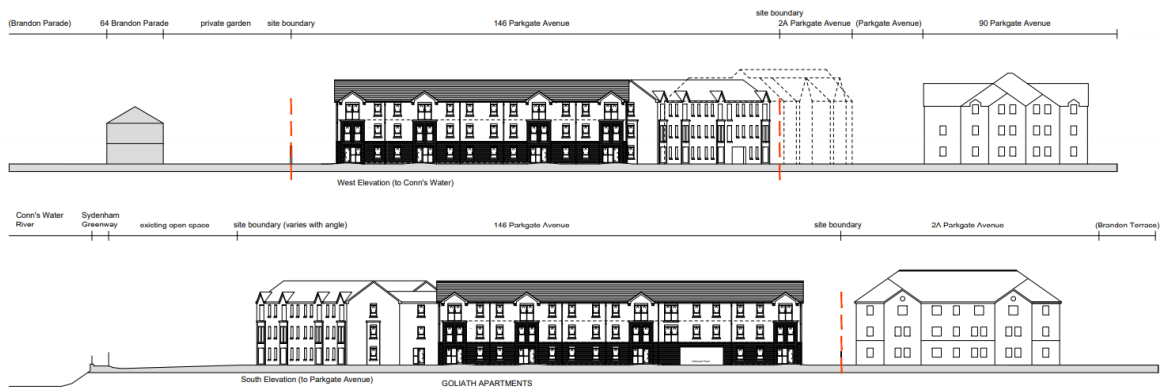 (Brandon Parade) 64 Brandon Parade private garden site boundary 146 Parkgate Avenue site boundary 2A Parkgate Avenue (Parkgate Avenue) 90 Parkgate Avenue
West Elevation (to Conn's Water)
Conn's Water River Sydenham Greenway existing open space site boundary (varies with angle) 146 Parkgate Avenue site boundary 2A Parkgate Avenue (Brandon Terrace)
South Elevation (to Parkgate Avenue)
GOLIATH APARTMENTS